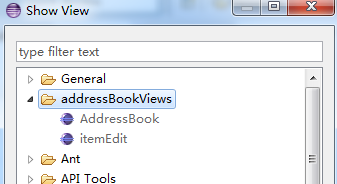 Show View
type filter text
General
addressBookViews
AddressBook
itemEdit
Ant
API Tools